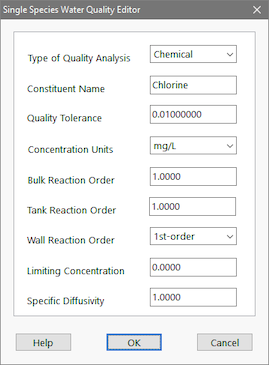 Single Species Water Quality Editor
Type of Quality Analysis Chemical
Constituent Name Chlorine
Quality Tolerance 0.01000000
Concentration Units mg/L
Bulk Reaction Order 1.0000
Tank Reaction Order 1.0000
Wall Reaction Order 1st-order
Limiting Concentration 0.0000
Specific Diffusivity 1.0000
Help OK Cancel